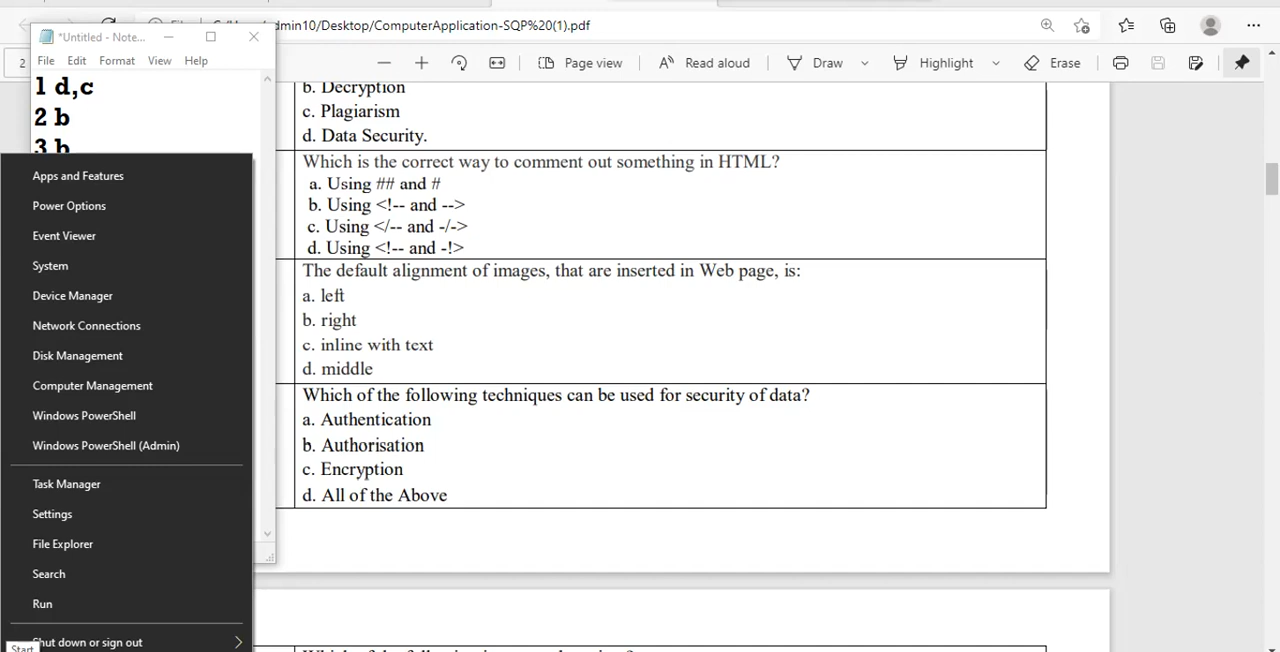 C:/Users/admin10/Desktop/ComputerApplication-SQP%20(1).pdf
*Untitled - Note...
File Edit Format View Help
2
Page view
Read aloud
Draw
Highlight
Erase
1 d,c
2 b
3 b
b. Decryption
c. Plagiarism
d. Data Security.
Which is the correct way to comment out something in HTML?
a. Using ## and #
b. Using <!-- and -->
c. Using </-- and -/->
d. Using <!-- and -!>
The default alignment of images, that are inserted in Web page, is:
a. left
b. right
c. inline with text
d. middle
Which of the following techniques can be used for security of data?
a. Authentication
b. Authorisation
c. Encryption
d. All of the Above
Apps and Features
Power Options
Event Viewer
System
Device Manager
Network Connections
Disk Management
Computer Management
Windows PowerShell
Windows PowerShell (Admin)
Task Manager
Settings
File Explorer
Search
Run
Shut down or sign out
Start